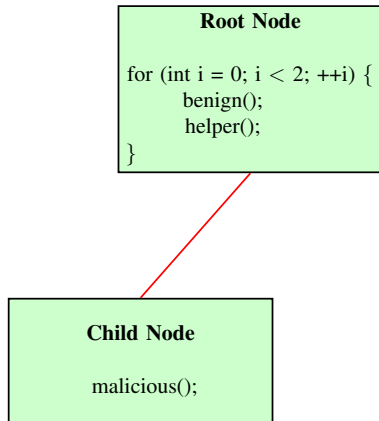 Root Node
for (int i = 0; i < 2; ++i) {
benign();
helper();
}
Child Node
malicious();